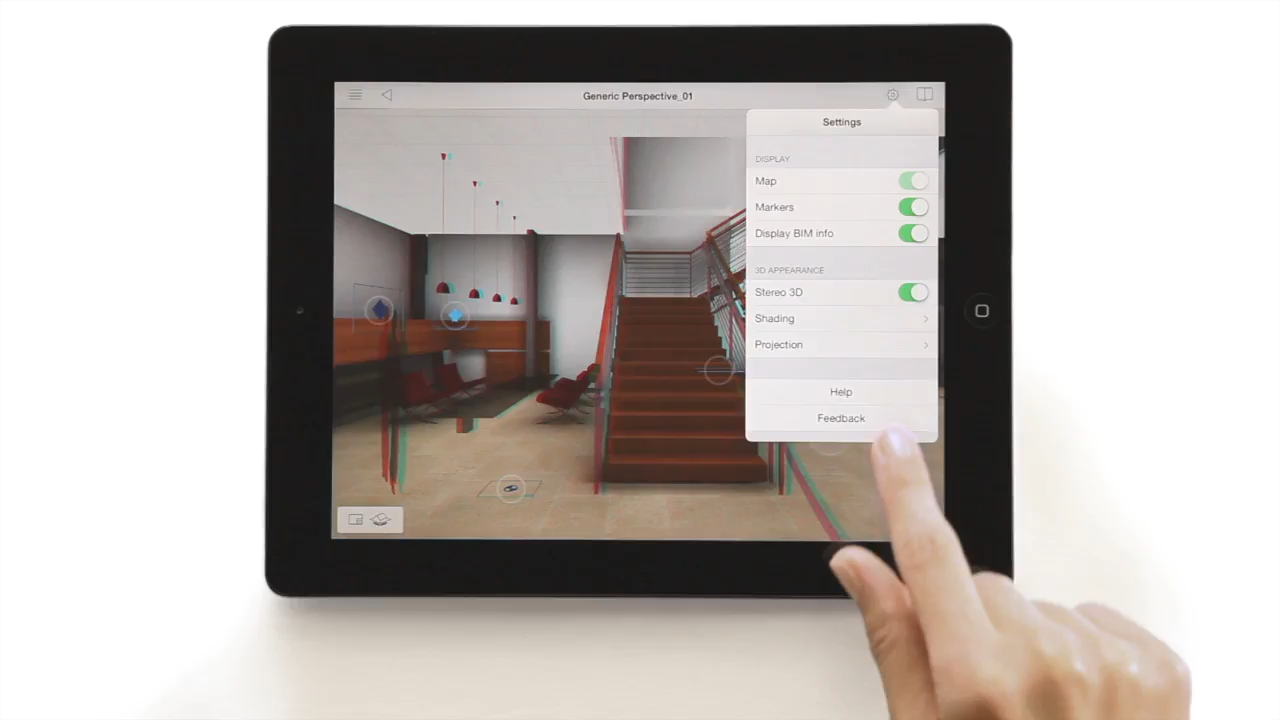 Generic Perspective_01
Settings
DISPLAY
Map
Markers
Display BIM info
3D APPEARANCE
Stereo 3D
Shading
Projection
Help
Feedback